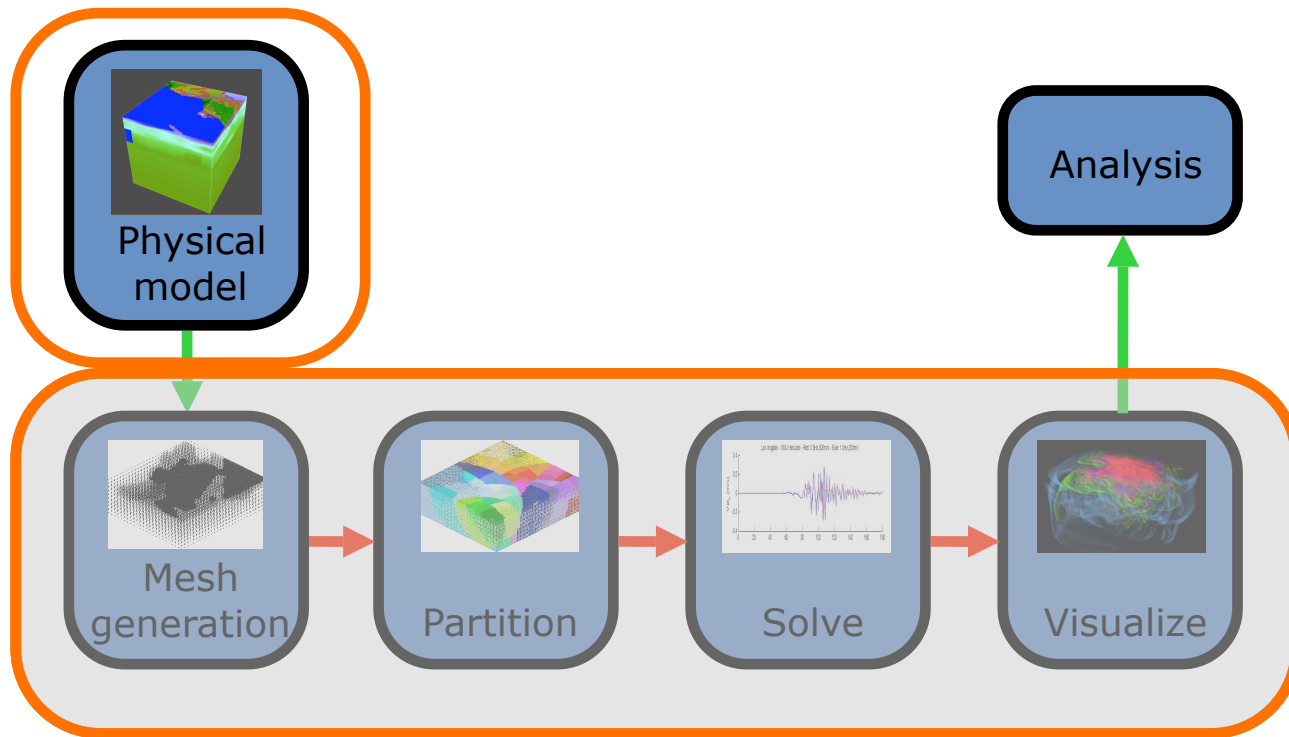 Physical
model
Analysis
Mesh
generation
Partition
Solve
Visualize